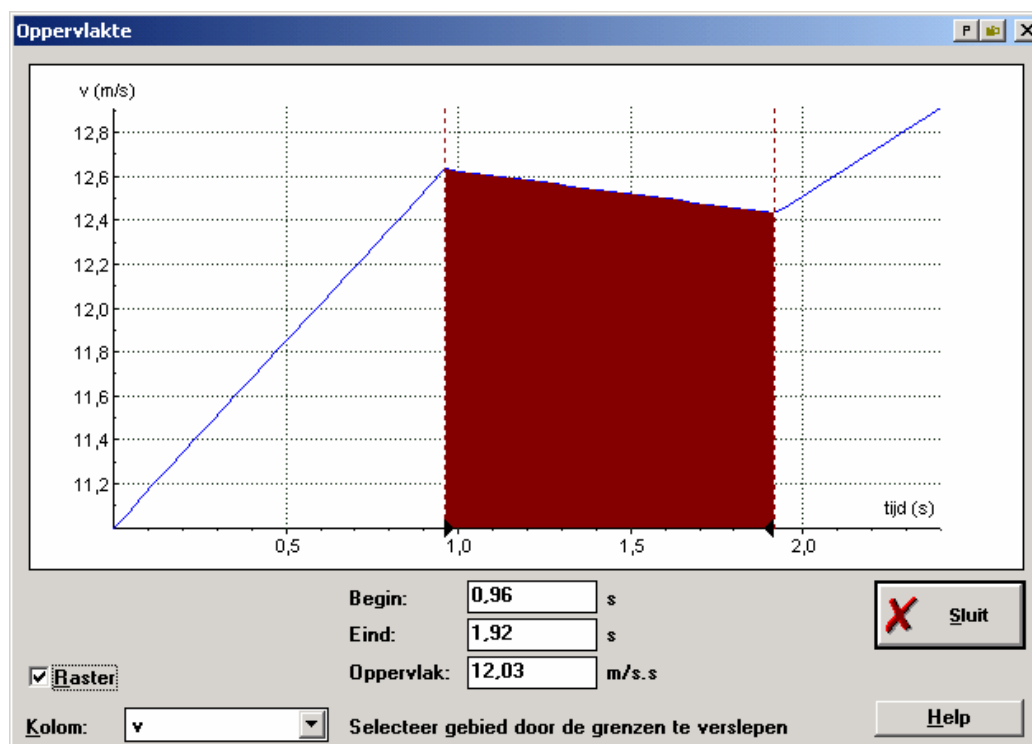 Oppervlakte
P
v (m/s)
12,8
12,6
12,4
12,2
12,0
11,8
11,6
11,4
11,2
tijd (s)
0,5 1,0 1,5 2,0
Begin: 0,96 s
Eind: 1,92 s
Oppervlak: 12,03 m/s.s
Sluit
Raster
Kolom: v
Selecteer gebied door de grenzen te verslepen
Help